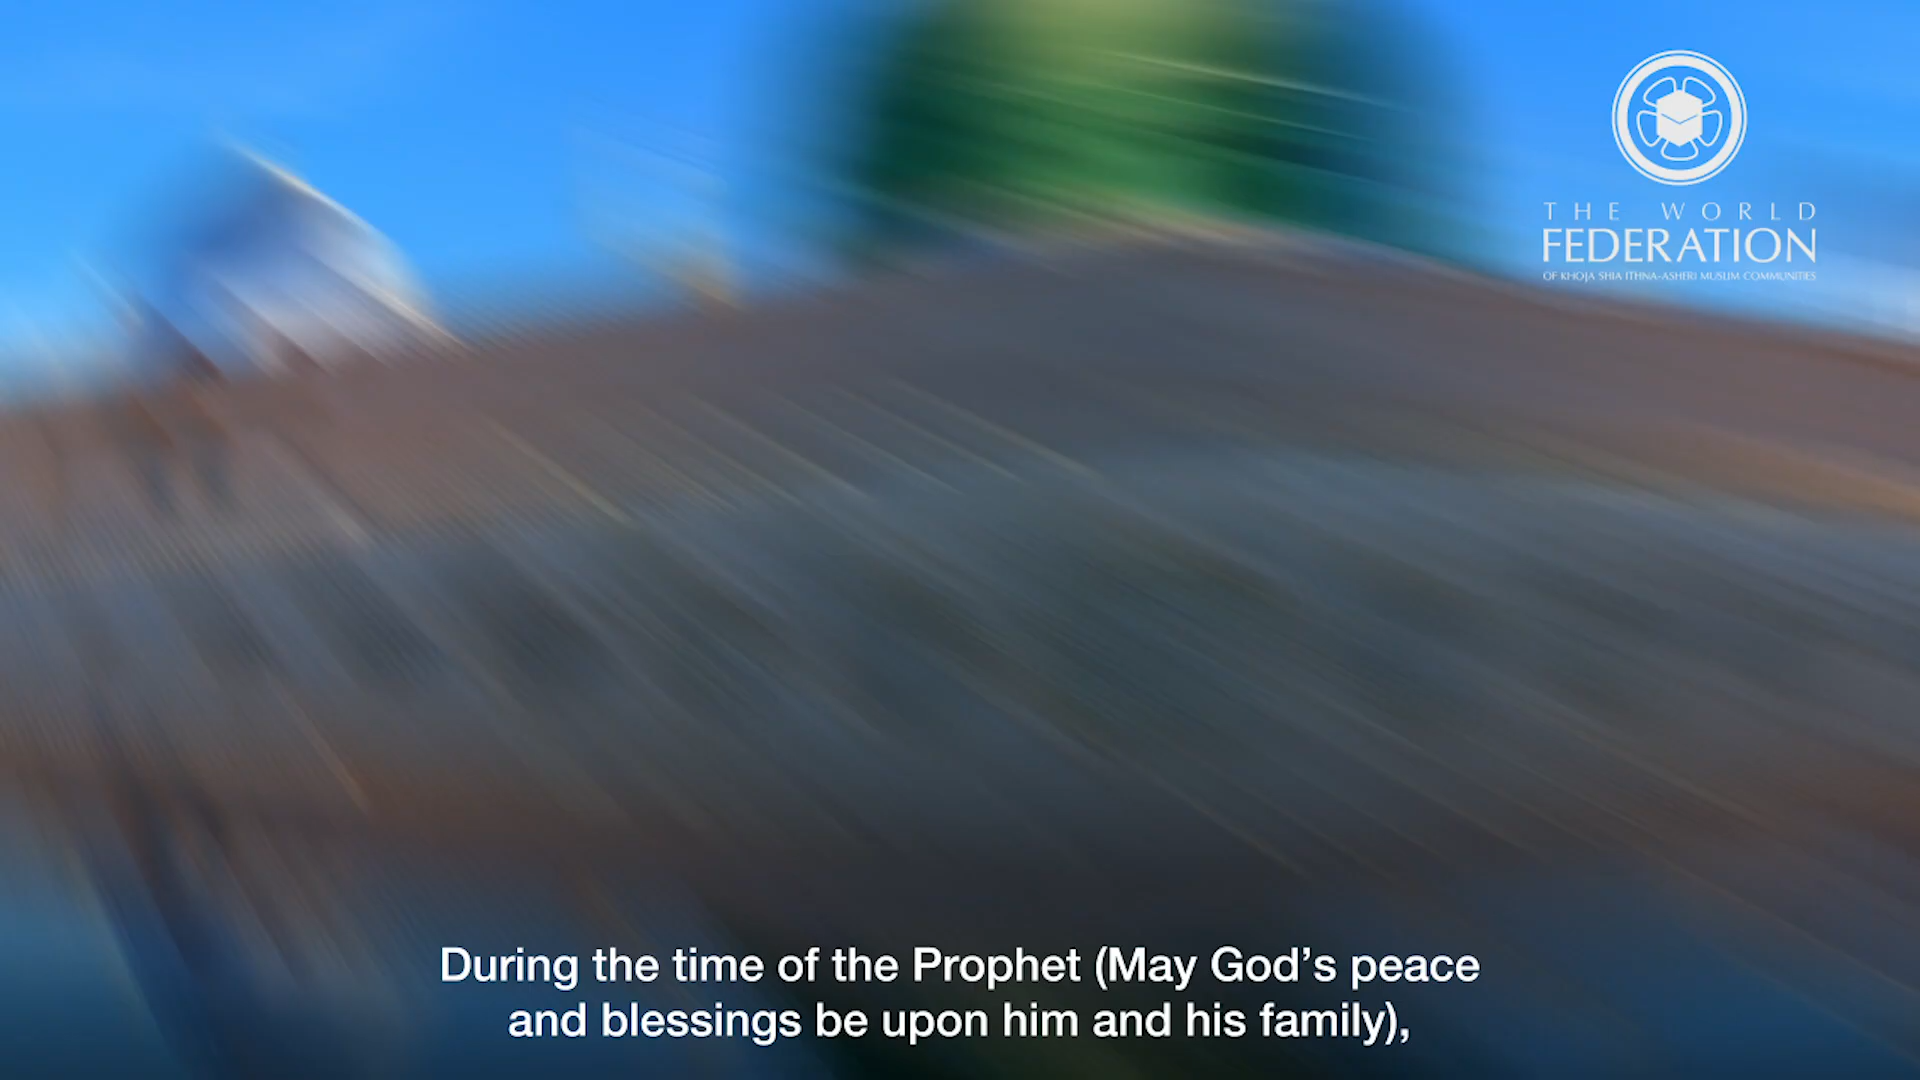 THE WORLD
FEDERATION
OF KHOJA SHIA ITHNA-ASHERI MUSLIM COMMUNITIES
During the time of the Prophet (May God’s peace
and blessings be upon him and his family),